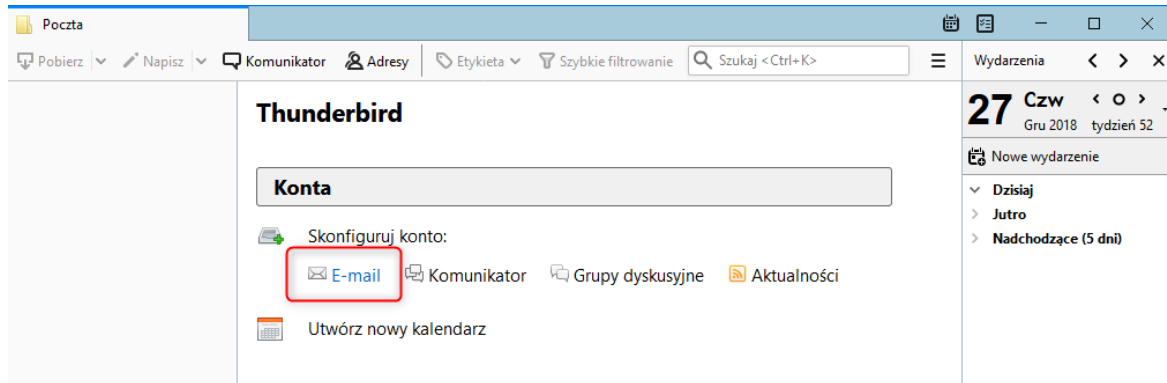 Poczta
Pobierz Napisz Komunikator Adresy Etykieta Szybkie filtrowanie Szukaj <Ctrl+K>
Wydarzenia
Thunderbird
Konta
Skonfiguruj konto:
E-mail Komunikator Grupy dyskusyjne Aktualności
Utwórz nowy kalendarz
27 Czw
Gru 2018 tydzień 52
Nowe wydarzenie
Dzisiaj
Jutro
Nadchodzące (5 dni)